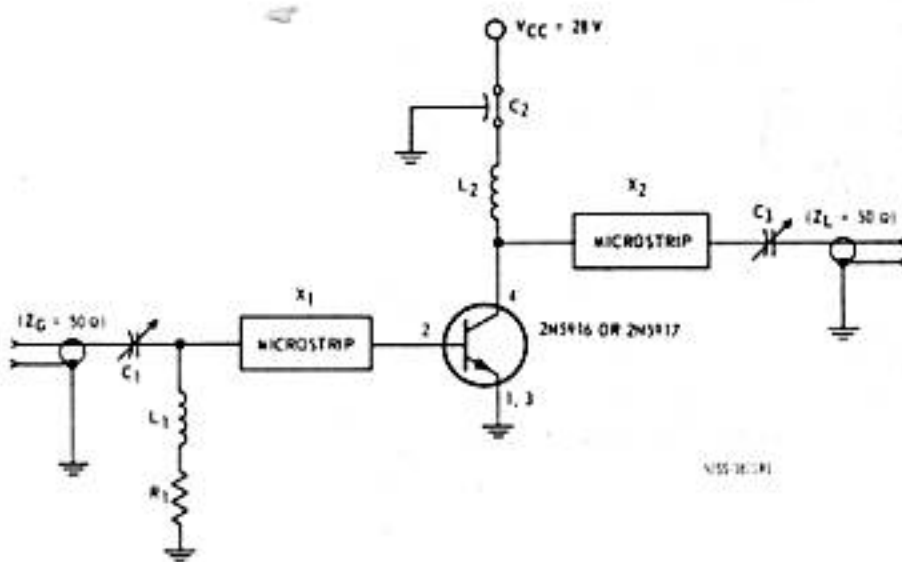 V CC = 28 V
C2
L2
X2
C3
(ZL = 50 Ω)
MICROSTRIP
X1
4
(ZG = 50 Ω)
2
2N5916 OR 2N5917
MICROSTRIP
C1
1, 3
L1
R1